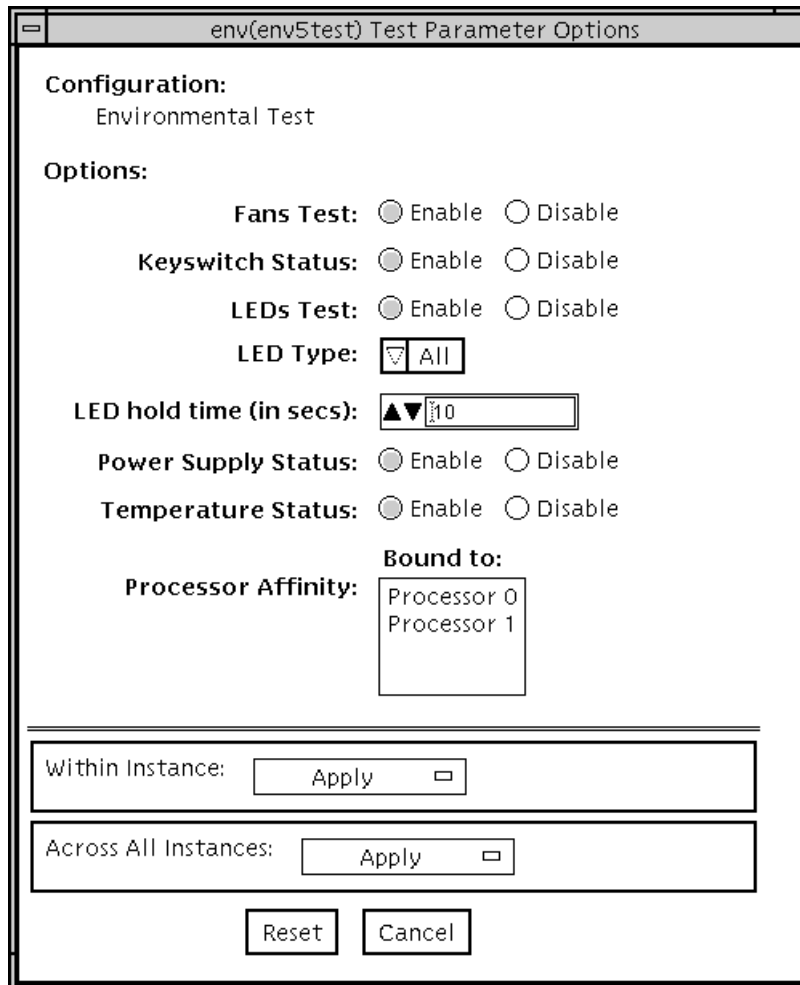 env(env5test) Test Parameter Options
Configuration:
Environmental Test
Options:
Fans Test: Enable Disable
Keyswitch Status: Enable Disable
LEDs Test: Enable Disable
LED Type: All
LED hold time (in secs): 10
Power Supply Status: Enable Disable
Temperature Status: Enable Disable
Bound to:
Processor Affinity:
Processor 0
Processor 1
Within Instance: Apply
Across All Instances: Apply
Reset Cancel